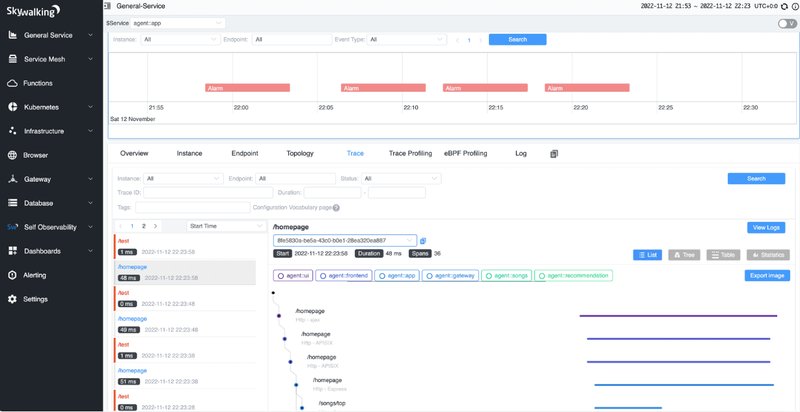 Skywalking
General Service
Service Mesh
Functions
Kubernetes
Infrastructure
Browser
Gateway
Database
Self Observability
Dashboards
Alerting
Settings
General-Service
2022-11-12 21:53 ~ 2022-11-12 22:23 UTC+0:0
$Service agent::app
V
Instance: All Endpoint: All Event Type: All 1 Search
Alarm Alarm Alarm Alarm
21:55 22:00 22:05 22:10 22:15 22:20 22:25 22:30
Sat 12 November
Overview Instance Endpoint Topology Trace Trace Profiling eBPF Profiling Log
Instance: All Endpoint: All Status: All Search
Trace ID: Duration: -
Tags: Configuration Vocabulary page
1 2 Start Time
/test
1 ms 2022-11-12 22:23:58
/homepage
48 ms 2022-11-12 22:23:58
/test
0 ms 2022-11-12 22:23:48
/homepage
49 ms 2022-11-12 22:23:48
/test
1 ms 2022-11-12 22:23:38
/homepage
51 ms 2022-11-12 22:23:38
/test
0 ms 2022-11-12 22:23:28
/homepage View Logs
8fe5830a-be5a-43c0-b0e1-28ea320ea887
Start 2022-11-12 22:23:58 Duration 48 ms Spans 36
List Tree Table Statistics
agent::ui agent::frontend agent::app agent::gateway agent::songs agent::recommendation
Export Image
/homepage
Http - ajax
/homepage
Http - APISIX
/homepage
Http - APISIX
/homepage
Http - Express
/songs/top